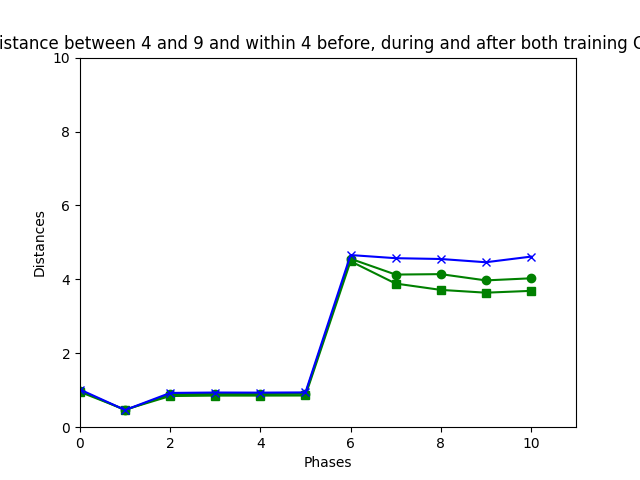 istance between 4 and 9 and within 4 before, during and after both training C
10
8
6
4
2
0
Distances
0 2 4 6 8 10
Phases